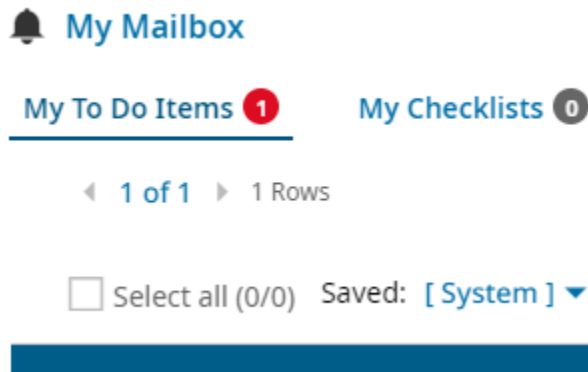 My Mailbox
My To Do Items 1 My Checklists 0
1 of 1 1 Rows
Select all (0/0) Saved: [ System ]